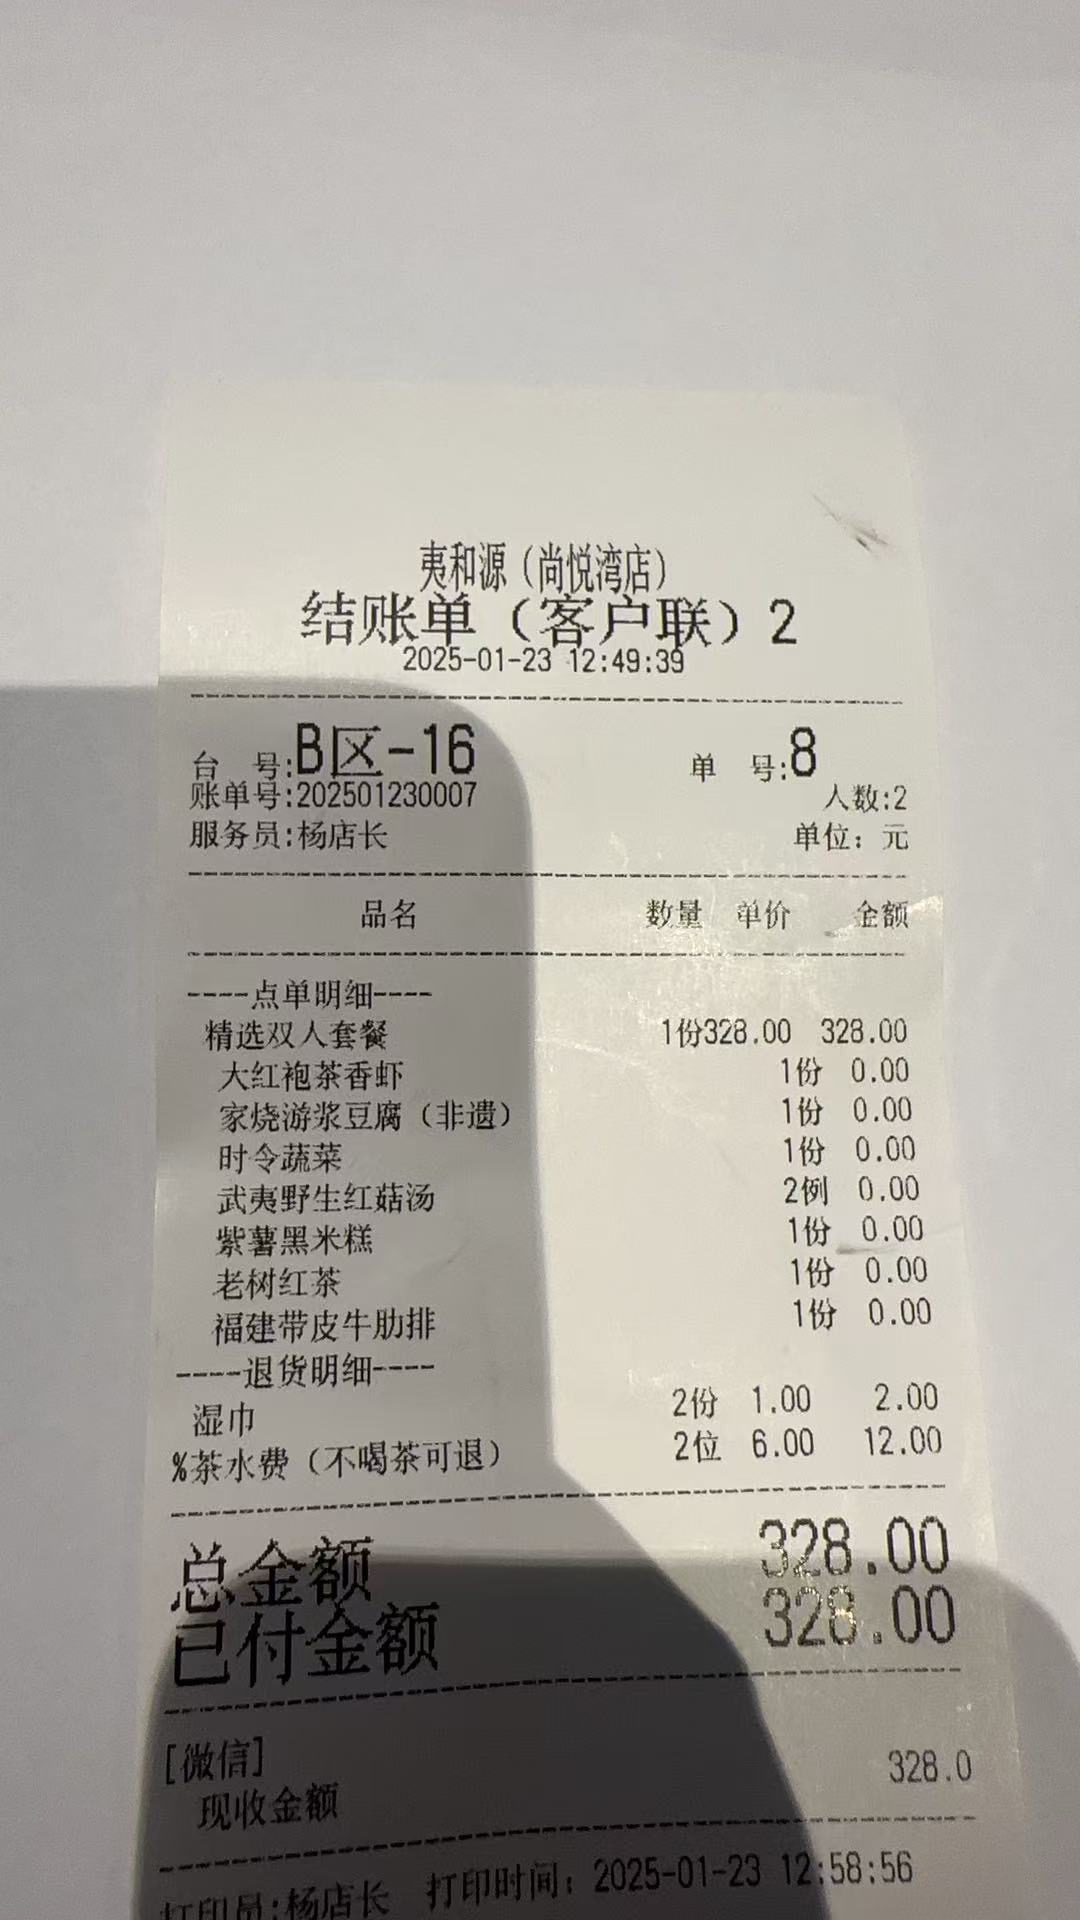 夷和源（尚悦湾店）
结账单（客户联）2
2025-01-23 12:49:39
台 号:B区-16 单 号:8
账单号:202501230007 人数:2
服务员:杨店长 单位：元
品名 数量 单价 金额
----点单明细----
精选双人套餐 1份328.00 328.00
大红袍茶香虾 1份 0.00
家烧游浆豆腐（非遗） 1份 0.00
时令蔬菜 1份 0.00
武夷野生红菇汤 2例 0.00
紫薯黑米糕 1份 0.00
老树红茶 1份 0.00
福建带皮牛肋排 1份 0.00
----退货明细----
湿巾 2份 1.00 2.00
%茶水费（不喝茶可退） 2位 6.00 12.00
总金额 328.00
已付金额 328.00
[微信] 328.0
现收金额
打印员:杨店长 打印时间：2025-01-23 12:58:56